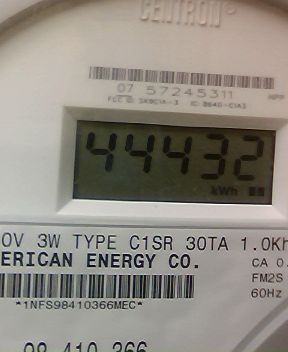 CENTRON®
07 57245311
44432
kWh
0V 3W TYPE C1SR 30TA 1.0Kh
ERICAN ENERGY CO.
CA 0.
FM2S
*1NFS98410366MEC*
60Hz
98 410 366